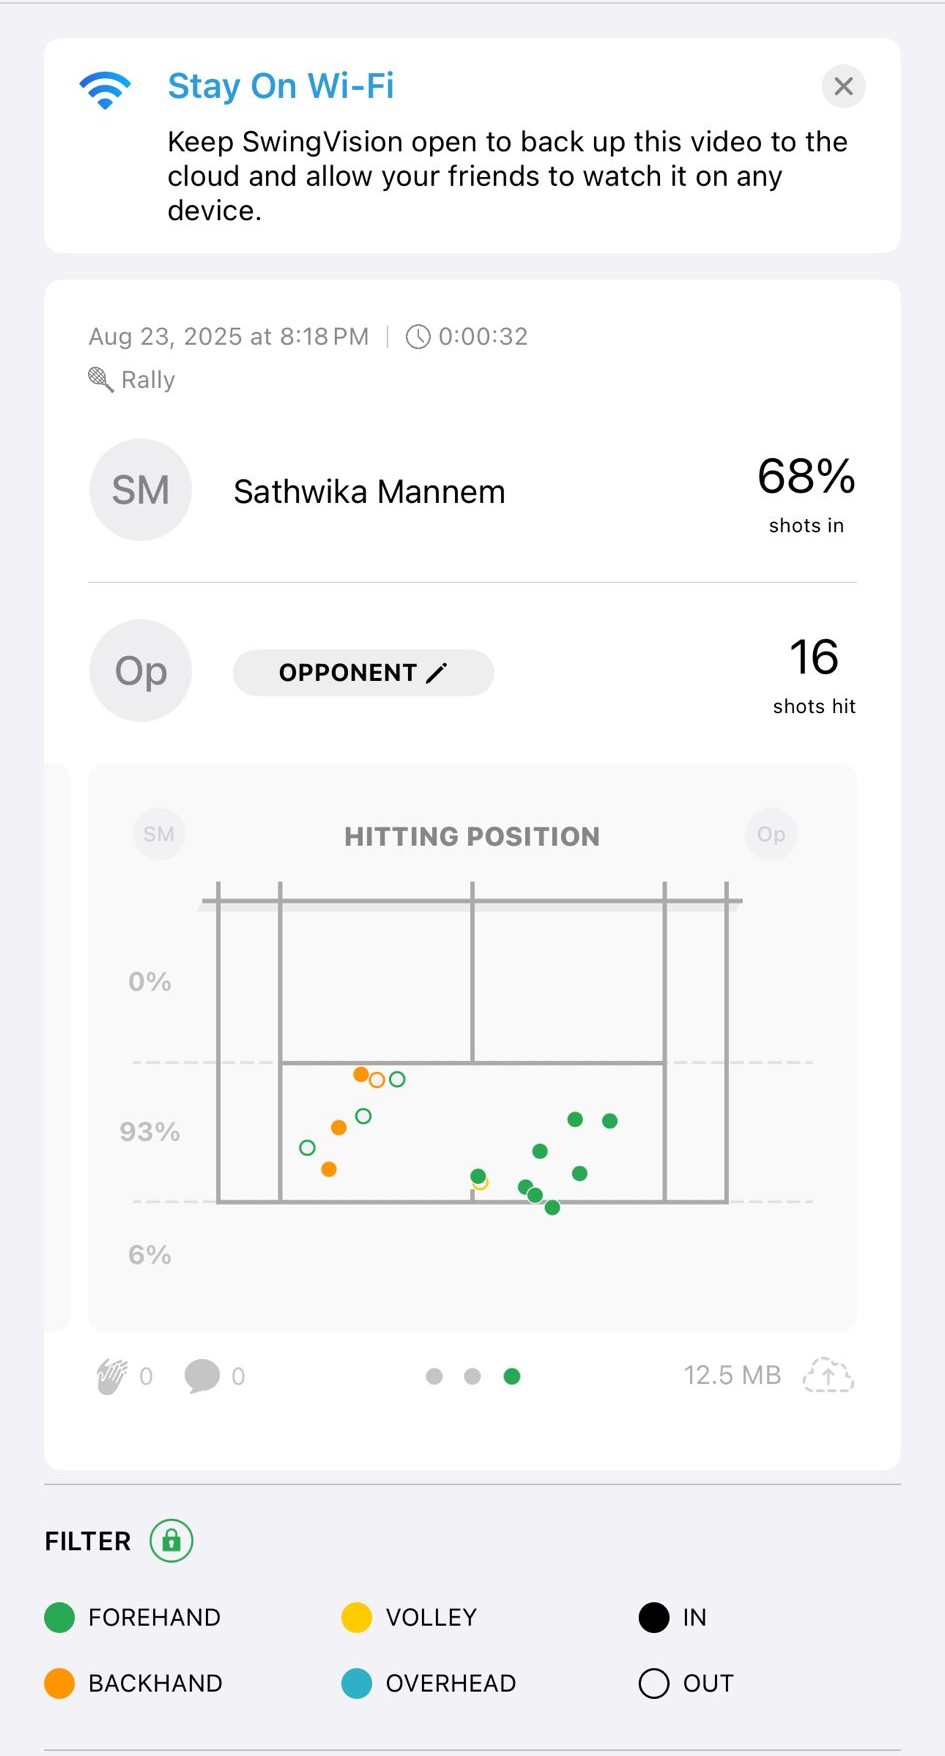 Stay On Wi-Fi
Keep SwingVision open to back up this video to the
cloud and allow your friends to watch it on any
device.
Aug 23, 2025 at 8:18 PM | 0:00:32
Rally
SM Sathwika Mannem 68%
shots in
Op OPPONENT 16
shots hit
SM HITTING POSITION Op
0%
93%
6%
0 0 12.5 MB
FILTER
FOREHAND VOLLEY IN
BACKHAND OVERHEAD OUT